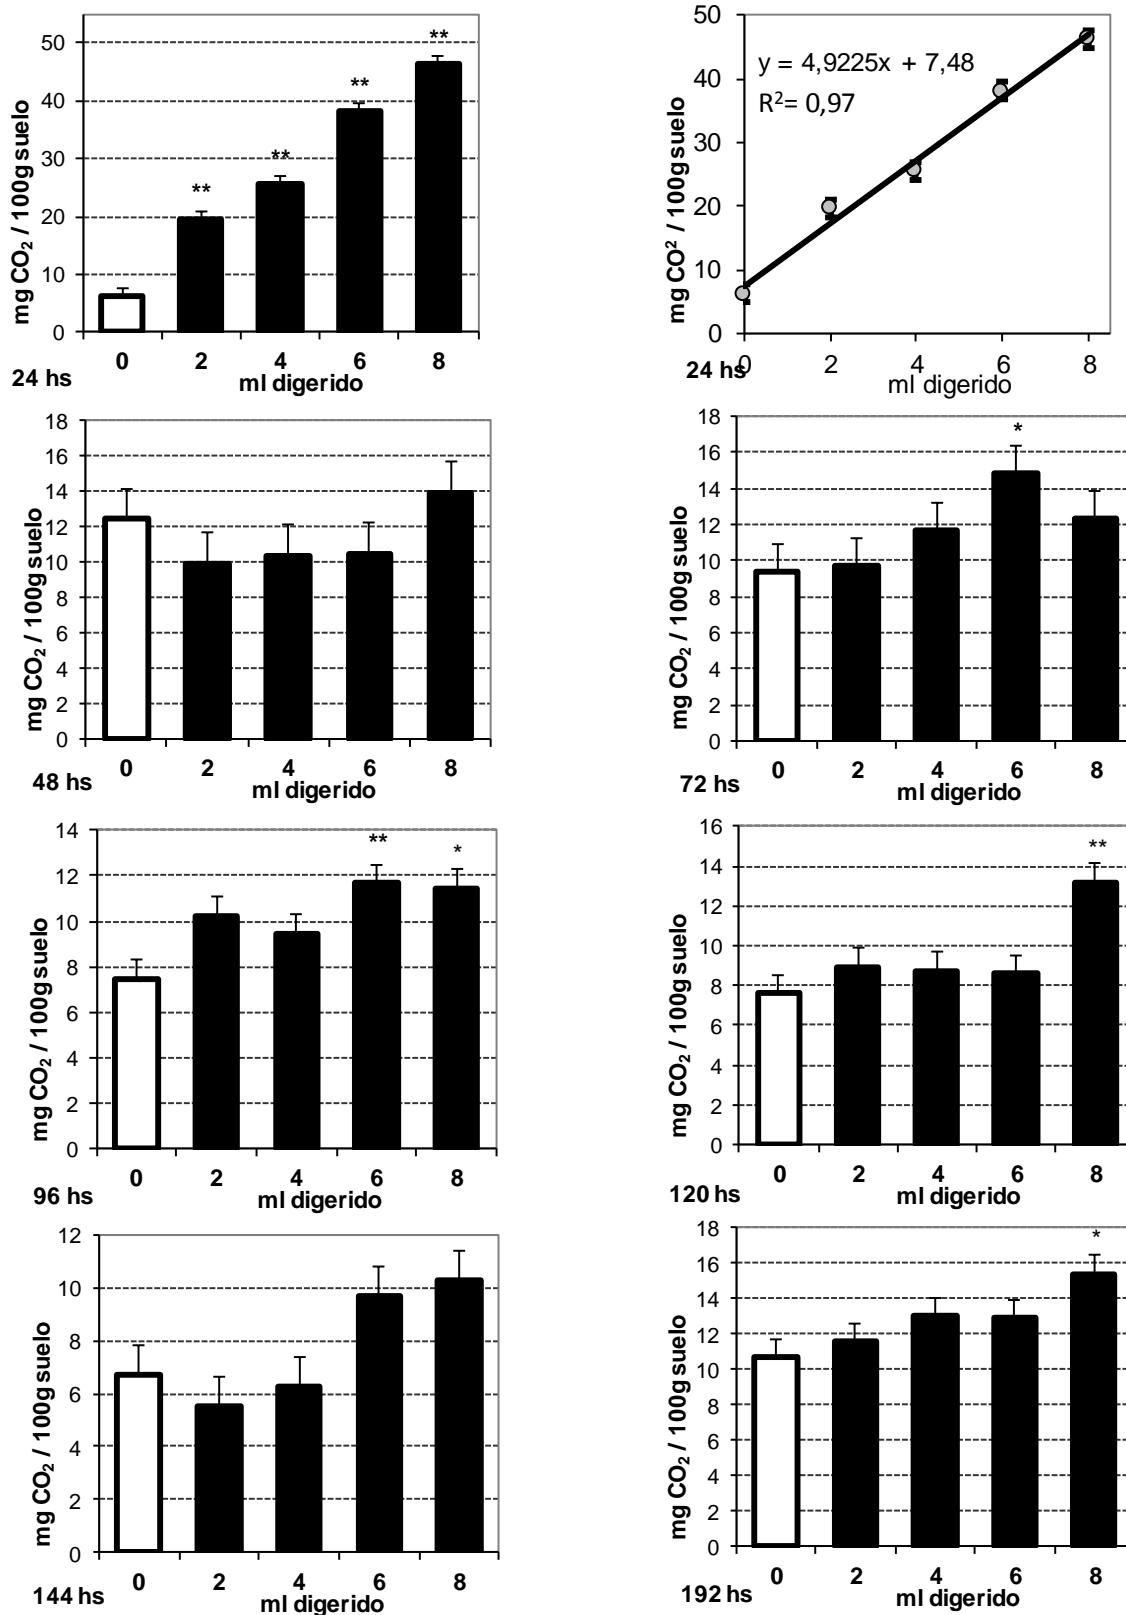 50
40
30
20
10
0
mg CO₂ / 100g suelo
**
**
**
**
0 2 4 6 8
24 hs
ml digerido
50
40
30
20
10
0
mg CO² / 100g suelo
y = 4,9225x + 7,48
R²= 0,97
0 2 4 6 8
24 hs
ml digerido
18
16
14
12
10
8
6
4
2
0
mg CO₂ / 100g suelo
0 2 4 6 8
48 hs
ml digerido
18
16
14
12
10
8
6
4
2
0
mg CO₂ / 100g suelo
*
0 2 4 6 8
72 hs
ml digerido
14
12
10
8
6
4
2
0
mg CO₂ / 100g suelo
**
*
0 2 4 6 8
96 hs
ml digerido
16
14
12
10
8
6
4
2
0
mg CO₂ / 100g suelo
**
0 2 4 6 8
120 hs
ml digerido
12
10
8
6
4
2
0
mg CO₂ / 100g suelo
0 2 4 6 8
144 hs
ml digerido
18
16
14
12
10
8
6
4
2
0
mg CO₂ / 100g suelo
*
0 2 4 6 8
192 hs
ml digerido